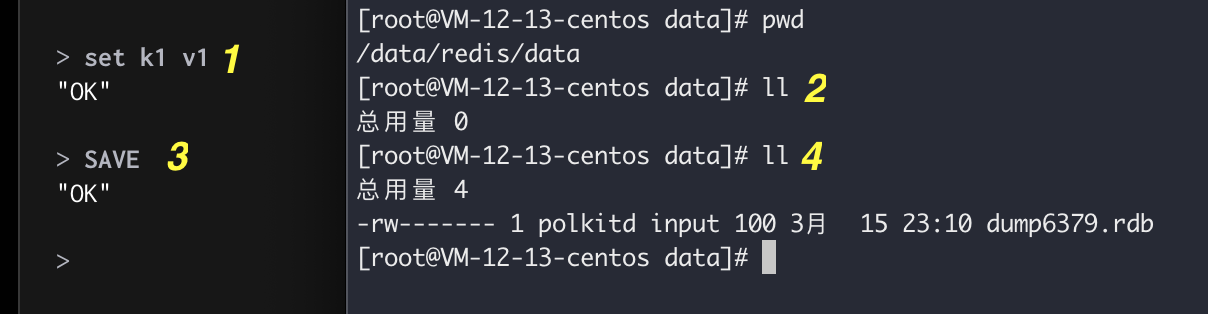 > set k1 v1 1
"OK"
> SAVE 3
"OK"
>
[root@VM-12-13-centos data]# pwd
/data/redis/data
[root@VM-12-13-centos data]# ll 2
总用量 0
[root@VM-12-13-centos data]# ll 4
总用量 4
-rw------- 1 polkitd input 100 3月  15 23:10 dump6379.rdb
[root@VM-12-13-centos data]#